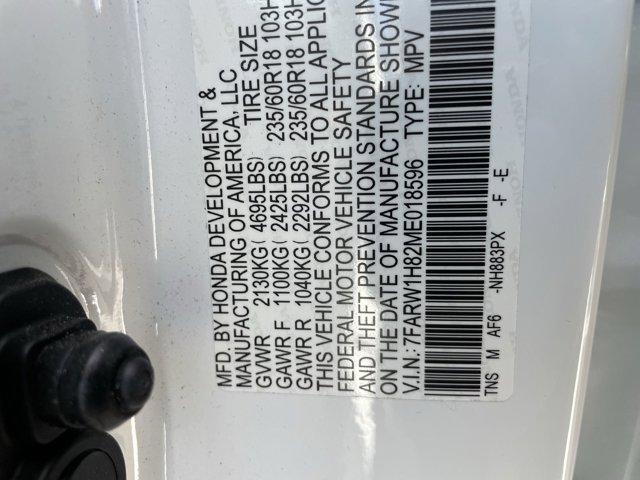 MFD. BY HONDA DEVELOPMENT &
MANUFACTURING OF AMERICA, LLC
GVWR 2130KG( 4695LBS) TIRE SIZE
GAWR F 1100KG( 2425LBS) 235/60R18 103H
GAWR R 1040KG( 2292LBS) 235/60R18 103H
THIS VEHICLE CONFORMS TO ALL APPLIC
FEDERAL MOTOR VEHICLE SAFETY
AND THEFT PREVENTION STANDARDS IN
ON THE DATE OF MANUFACTURE SHOWN
V.I.N.: 7FARW1H82ME018596 TYPE: MPV
TNS M AF6 -NH883PX -F -E